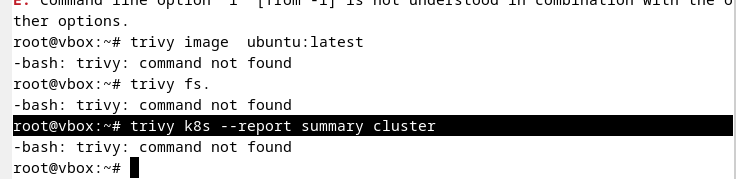 E: Command line option 'i' [from -i] is not understood in combination with the o
ther options.
root@vbox:~# trivy image  ubuntu:latest
-bash: trivy: command not found
root@vbox:~# trivy fs.
-bash: trivy: command not found
root@vbox:~# trivy k8s --report summary cluster
-bash: trivy: command not found
root@vbox:~#